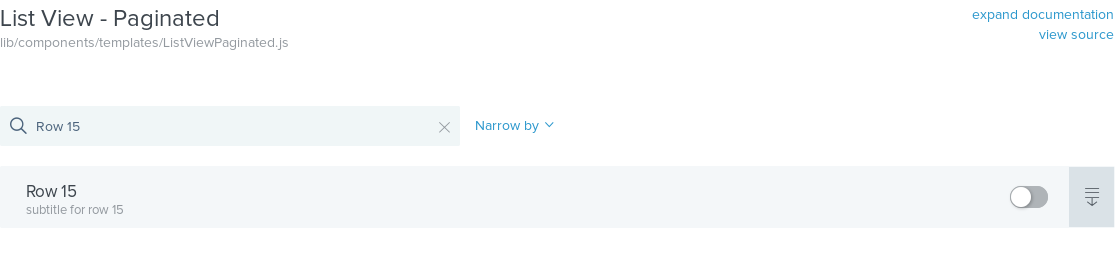 List View - Paginated
expand documentation
lib/components/templates/ListViewPaginated.js
view source
Row 15
Narrow by
Row 15
subtitle for row 15